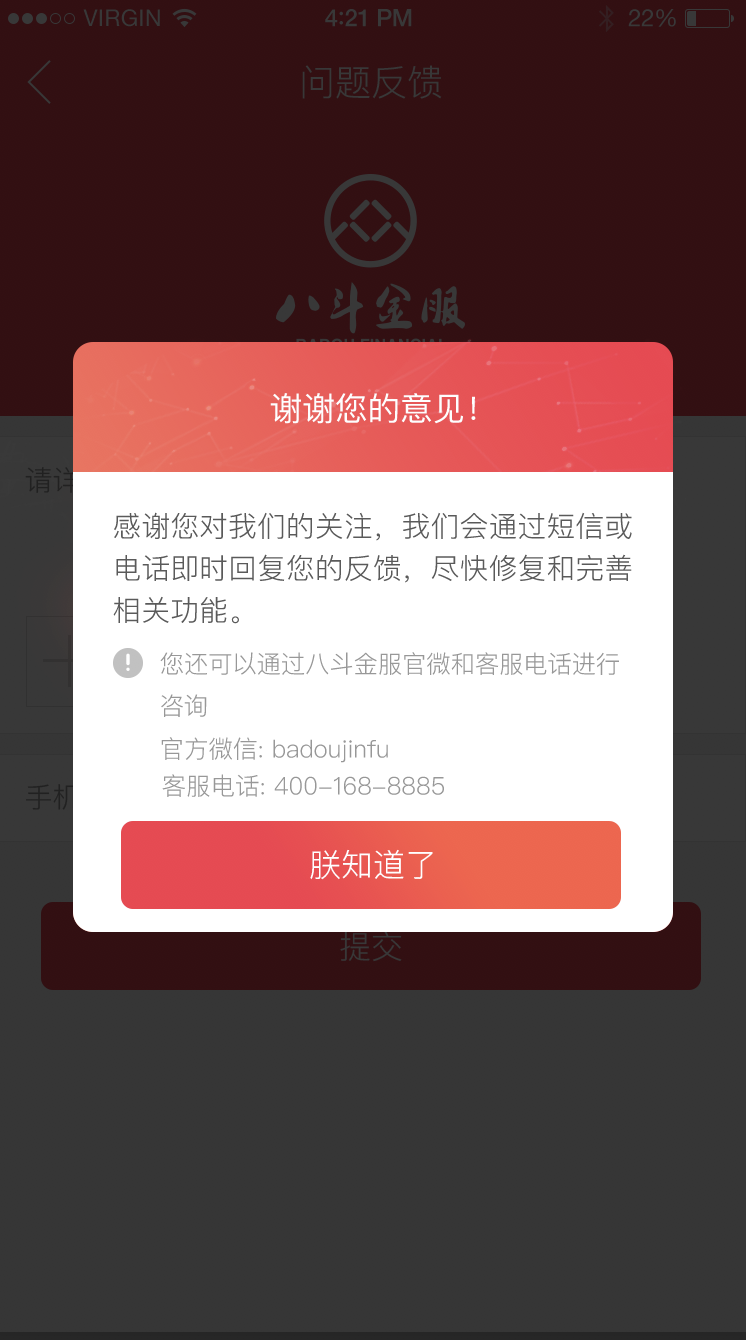 VIRGIN 4:21 PM 22%
问题反馈
八斗金服
谢谢您的意见!
请详
感谢您对我们的关注，我们会通过短信或
电话即时回复您的反馈，尽快修复和完善
相关功能。
您还可以通过八斗金服官微和客服电话进行
咨询
官方微信: badoujinfu
客服电话: 400-168-8885
手机
朕知道了
提交